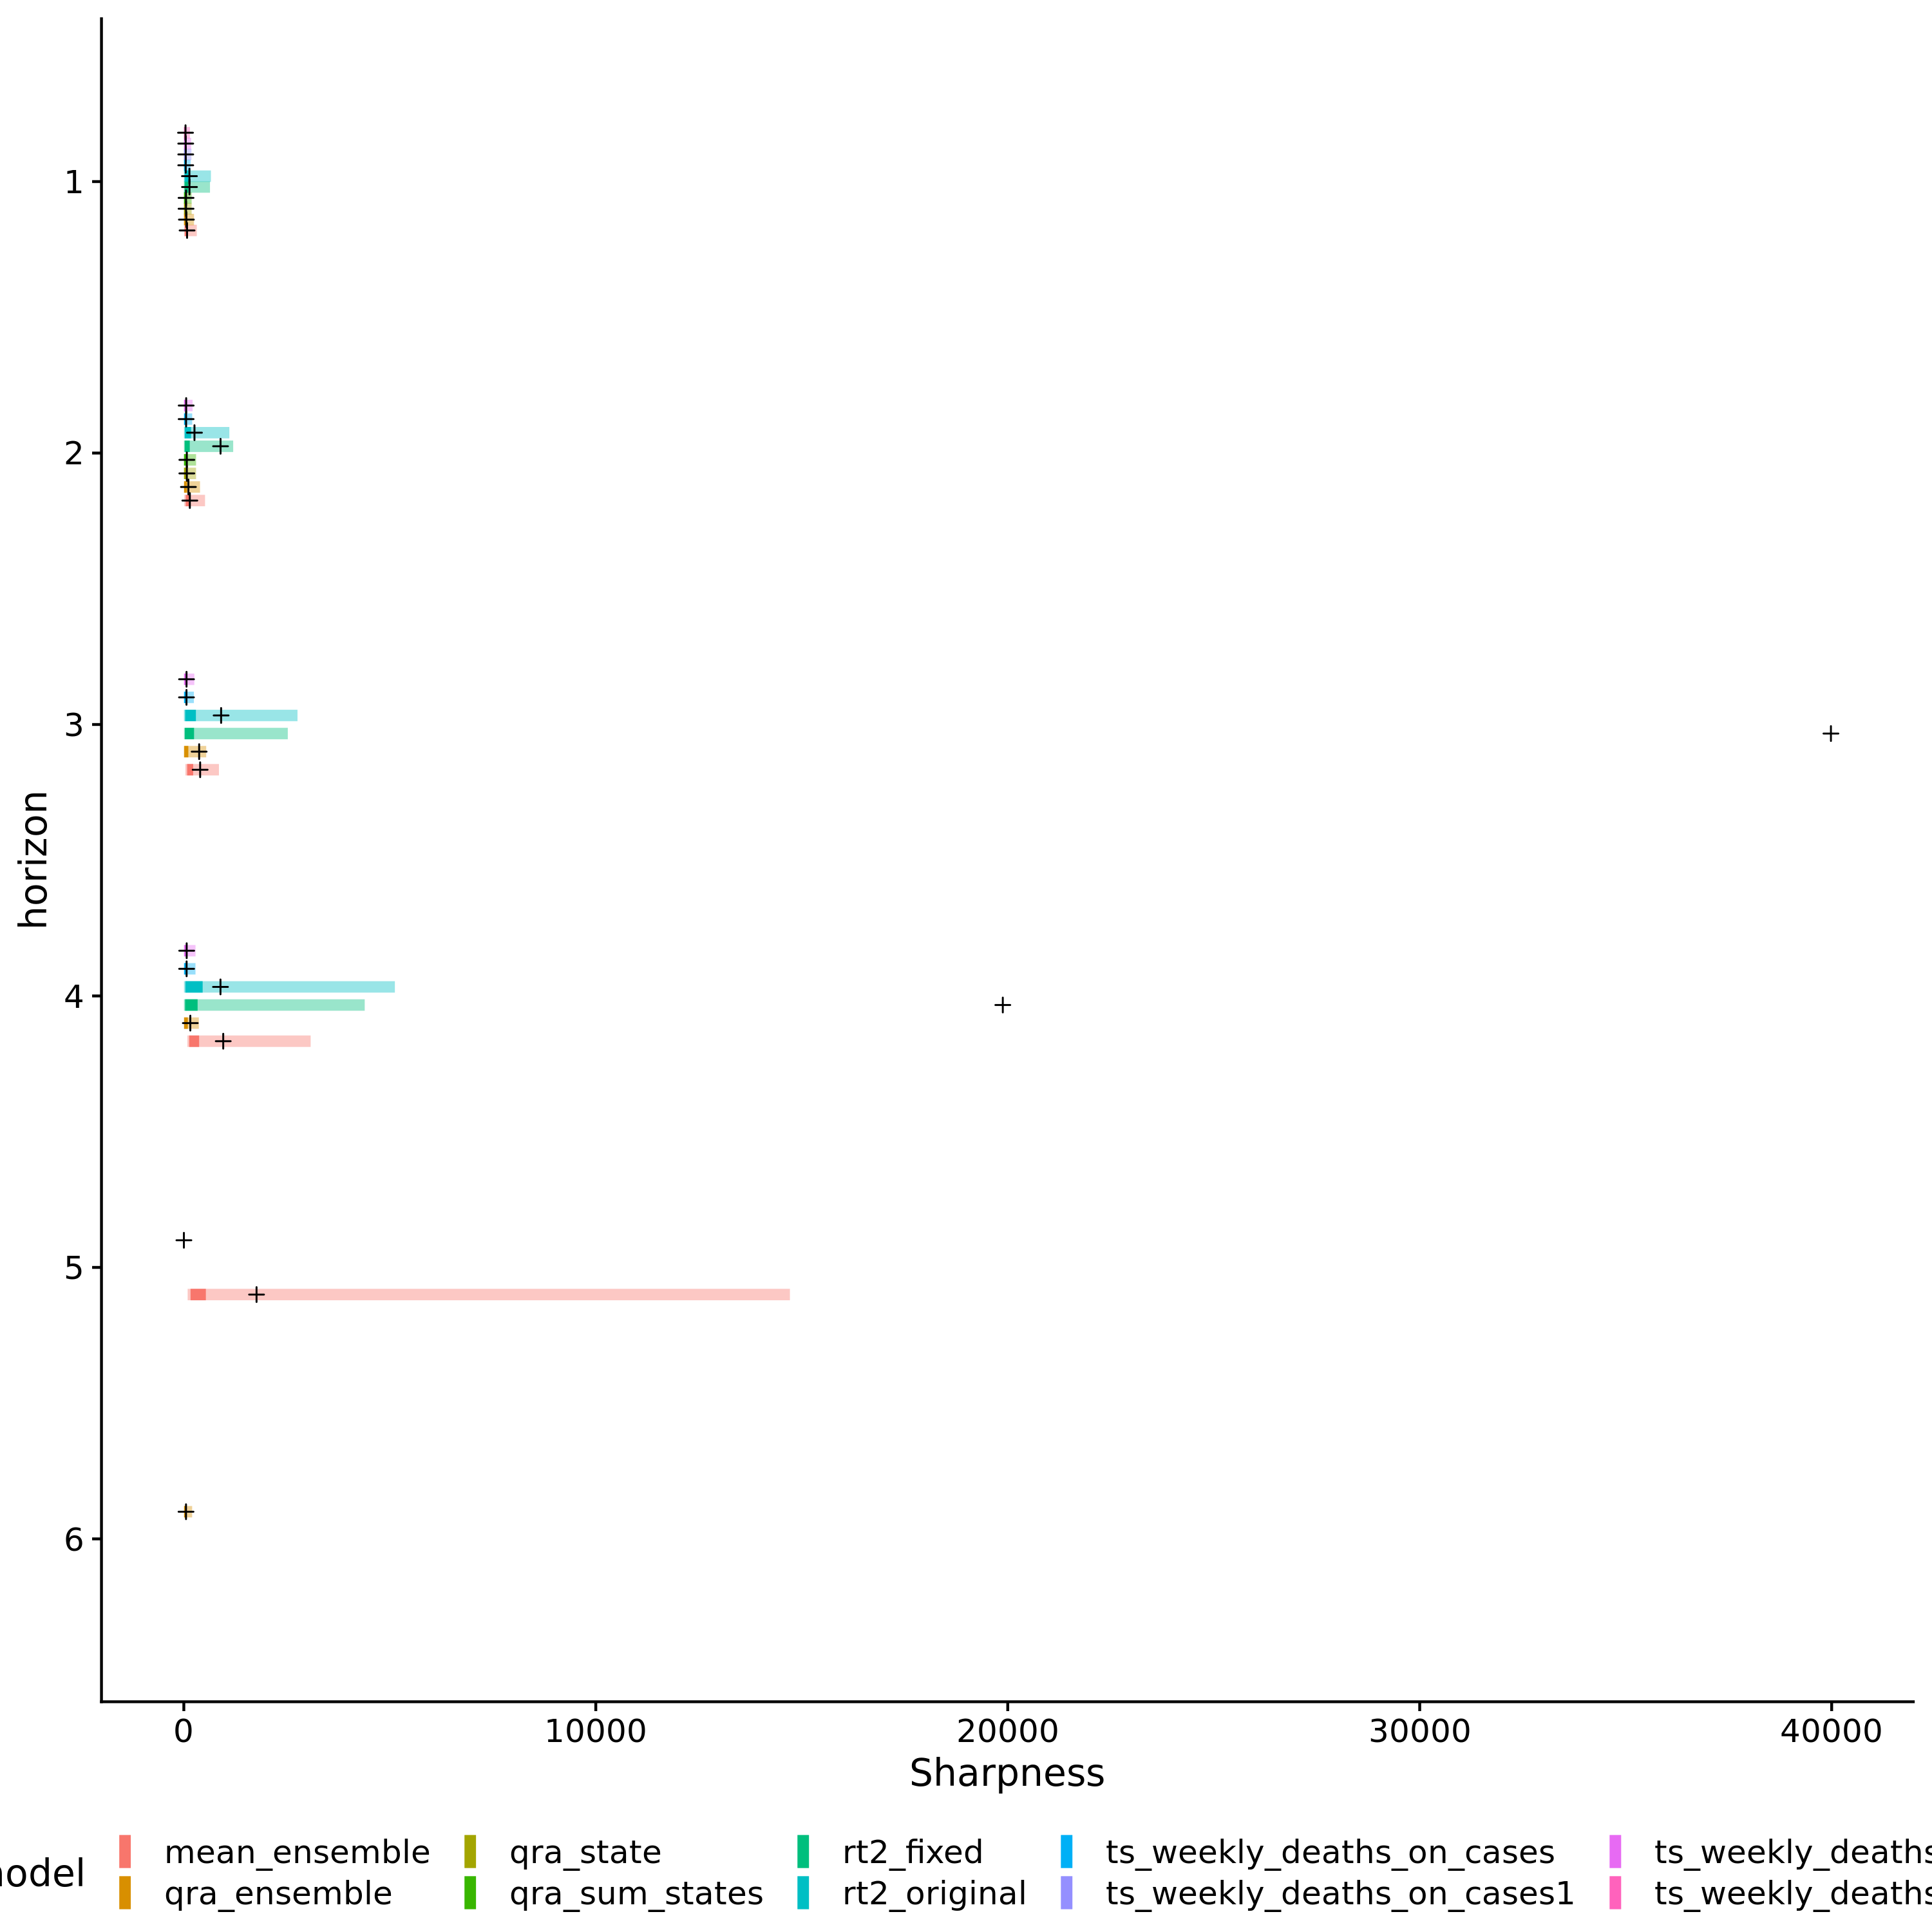 1
2
3
4
5
6
horizon
0 10000 20000 30000 40000
Sharpness
mean_ensemble qra_state rt2_fixed ts_weekly_deaths_on_cases ts_weekly_deaths
odel
qra_ensemble qra_sum_states rt2_original ts_weekly_deaths_on_cases1 ts_weekly_deaths